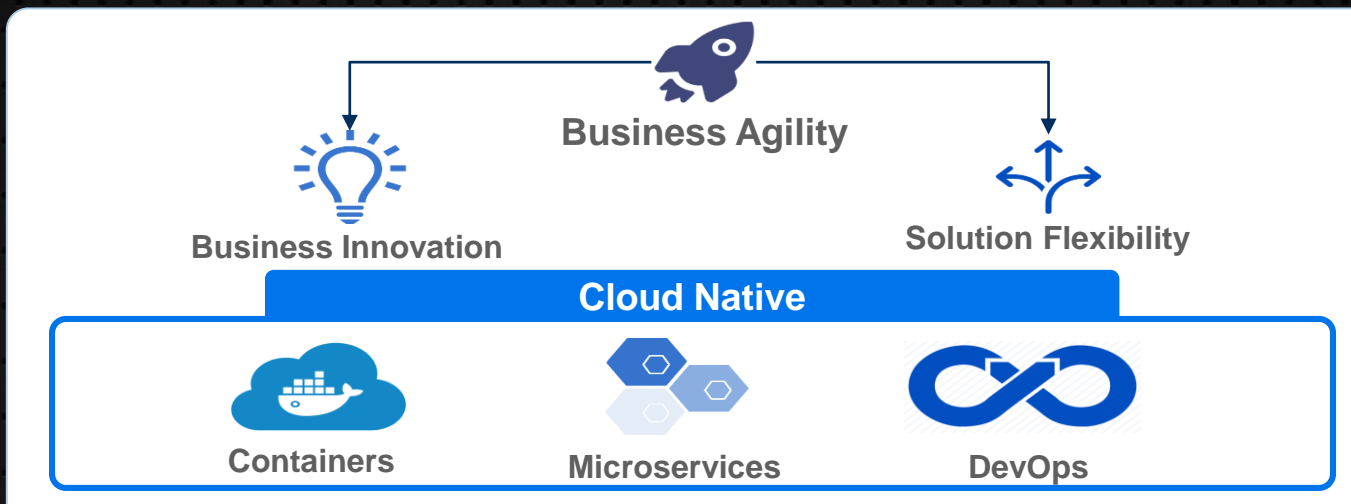 Business Agility
Business Innovation
Solution Flexibility
Cloud Native
Containers
Microservices
DevOps